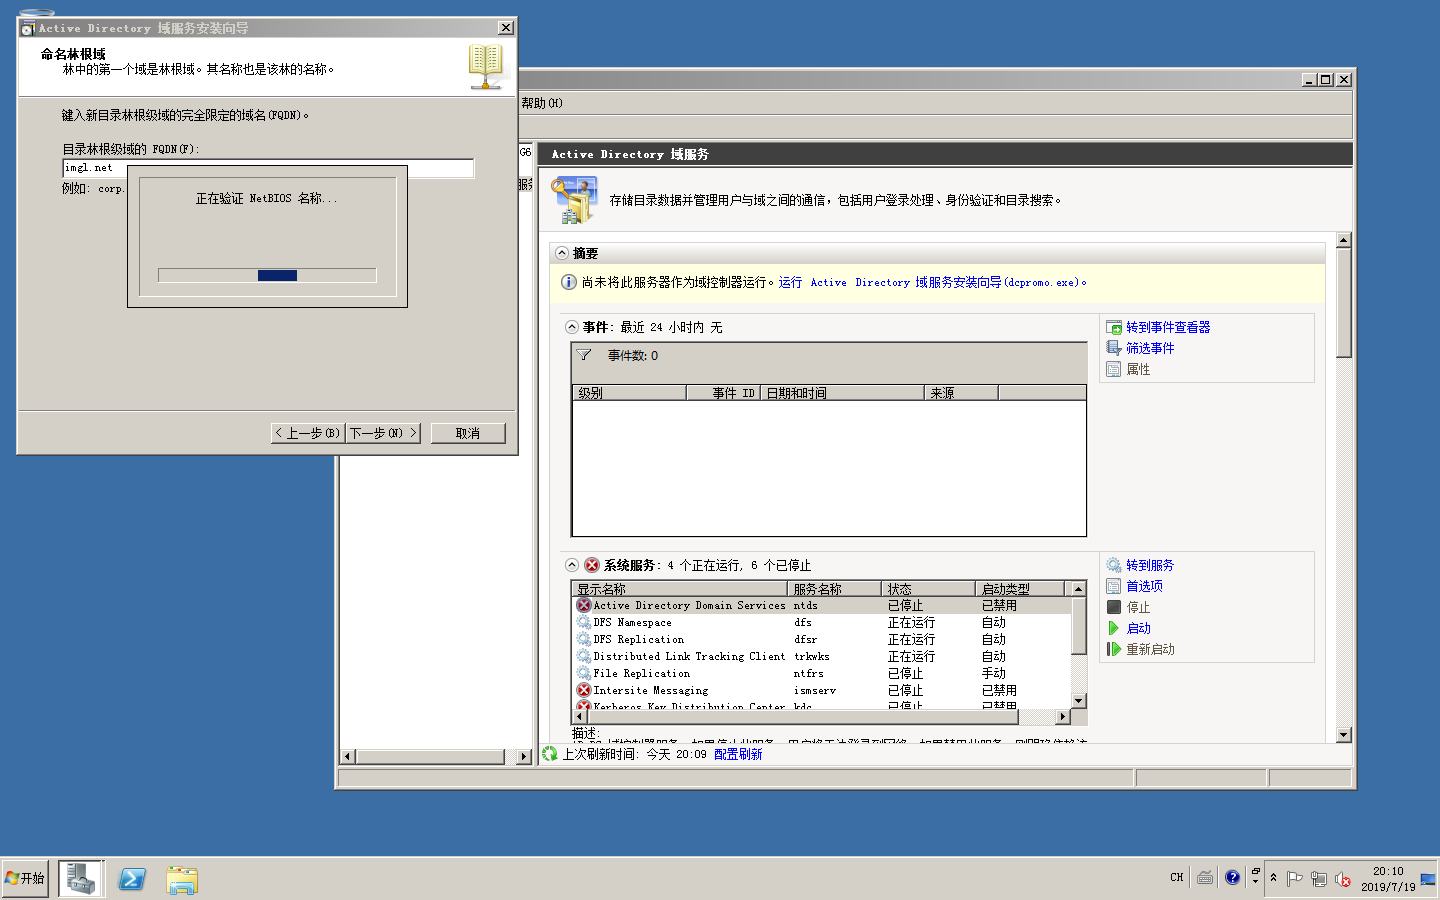 Active Directory 域服务安装向导
命名林根域
林中的第一个域是林根域。其名称也是该林的名称。
键入新目录林根级域的完全限定的域名(FQDN)。
目录林根级域的 FQDN(F):
imgl.net
例如: corp.
正在验证 NetBIOS 名称...
< 上一步(B)
下一步(N) >
取消
帮助(H)
G6
服务
Active Directory 域服务
存储目录数据并管理用户与域之间的通信，包括用户登录处理、身份验证和目录搜索。
摘要
尚未将此服务器作为域控制器运行。运行 Active Directory 域服务安装向导(dcpromo.exe)。
事件: 最近 24 小时内 无
事件数: 0
级别 事件 ID 日期和时间 来源
转到事件查看器
筛选事件
属性
系统服务: 4 个正在运行, 6 个已停止
显示名称 服务名称 状态 启动类型
Active Directory Domain Services ntds 已停止 已禁用
DFS Namespace dfs 正在运行 自动
DFS Replication dfsr 正在运行 自动
Distributed Link Tracking Client trkwks 正在运行 自动
File Replication ntfrs 已停止 手动
Intersite Messaging ismserv 已停止 已禁用
Kerberos Key Distribution Center kdc 已停止 已禁用
转到服务
首选项
停止
启动
重新启动
描述:
上次刷新时间: 今天 20:09 配置刷新
开始
CH
20:10
2019/7/19